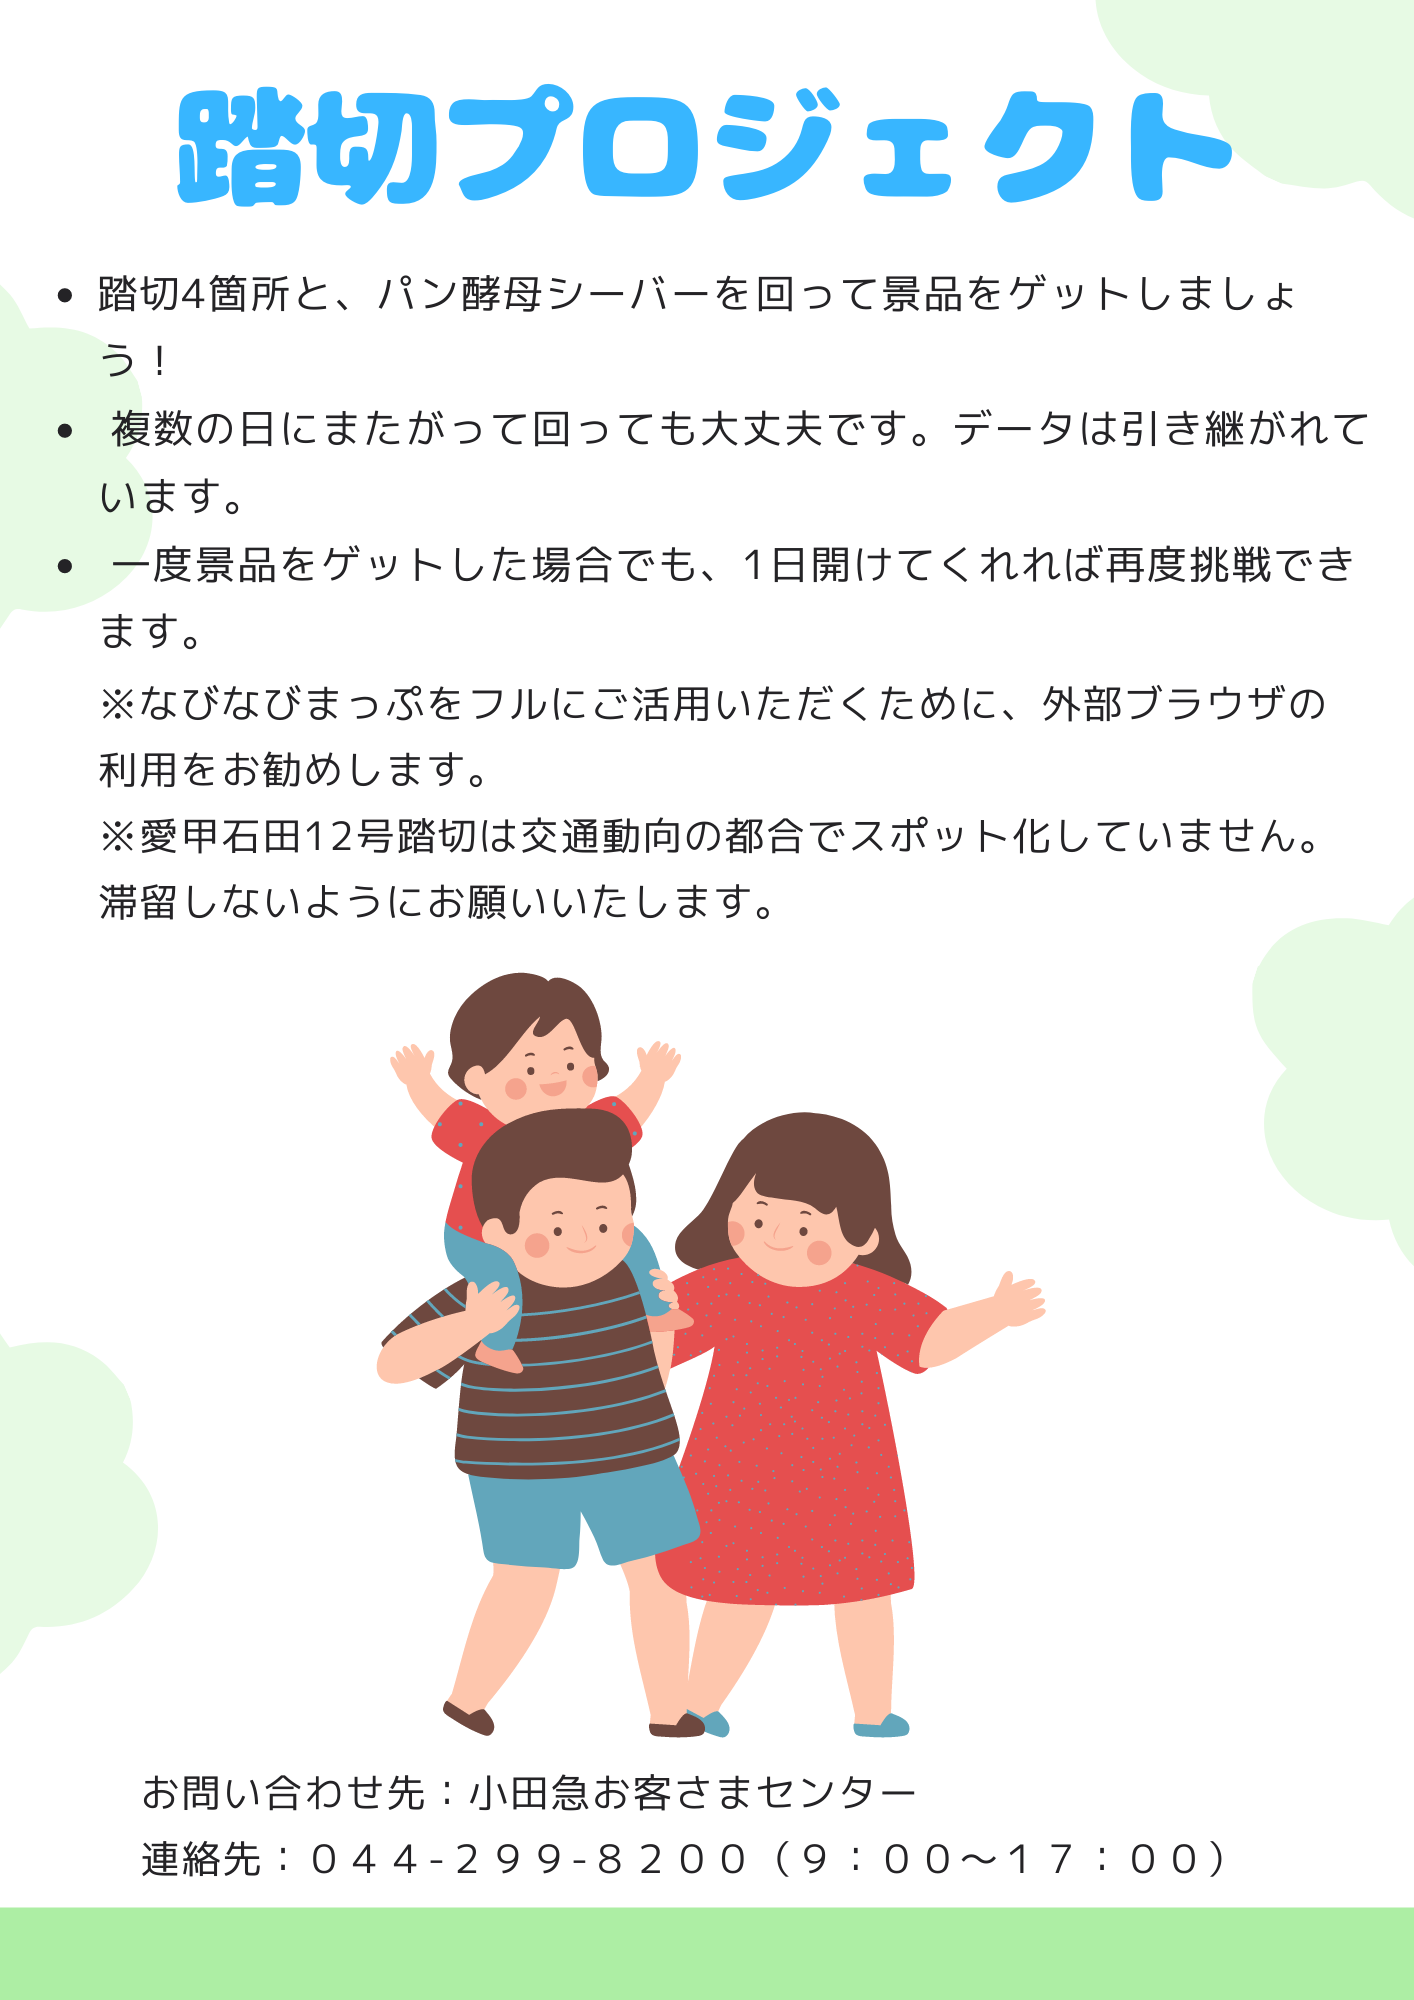 踏切プロジェクト
• 踏切4箇所と、パン酵母シーバーを回って景品をゲットしましょ
う！
• 複数の日にまたがって回っても大丈夫です。データは引き継がれて
います。
• 一度景品をゲットした場合でも、1日開けてくれれば再度挑戦でき
ます。
※なびなびまっぷをフルにご活用いただくために、外部ブラウザの
利用をお勧めします。
※愛甲石田12号踏切は交通動向の都合でスポット化していません。
滞留しないようにお願いいたします。
お問い合わせ先：小田急お客さまセンター
連絡先：０４４-２９９-８２００（９：００～１７：００）